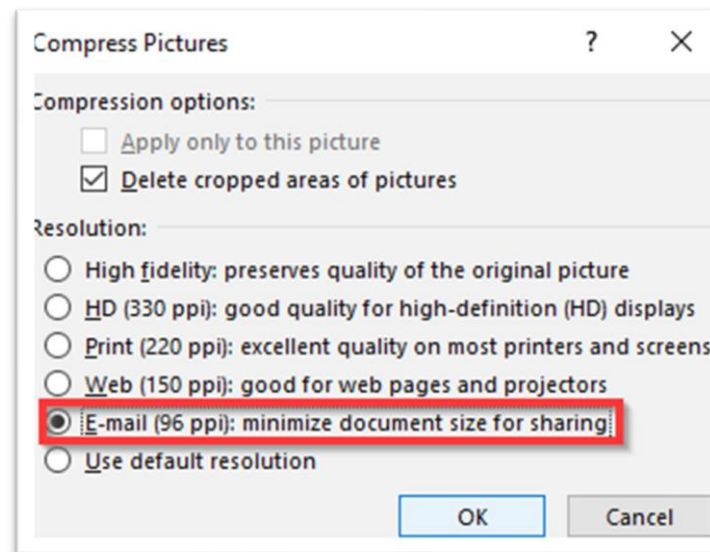 Compress Pictures ? X
Compression options:
Apply only to this picture
Delete cropped areas of pictures
Resolution:
High fidelity: preserves quality of the original picture
HD (330 ppi): good quality for high-definition (HD) displays
Print (220 ppi): excellent quality on most printers and screens
Web (150 ppi): good for web pages and projectors
E-mail (96 ppi): minimize document size for sharing
Use default resolution
OK Cancel